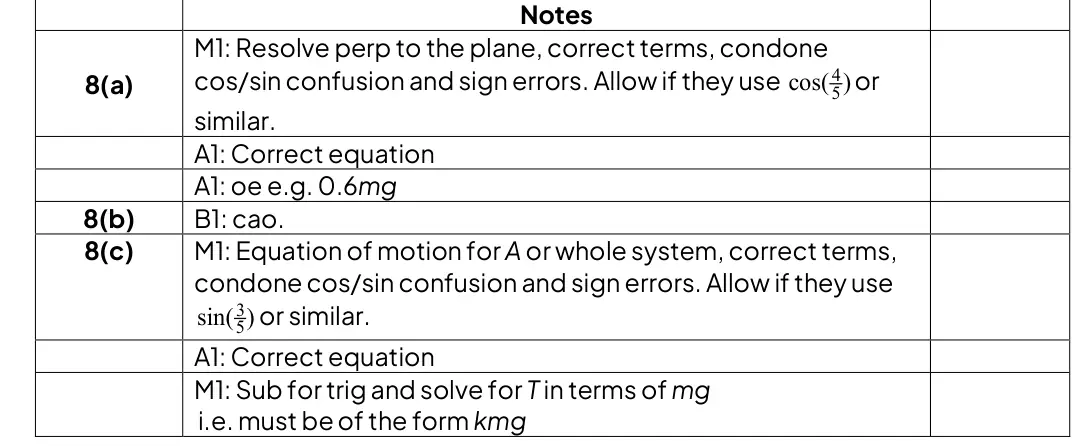 Notes
8(a)
M1: Resolve perp to the plane, correct terms, condone
cos/sin confusion and sign errors. Allow if they use cos(4/5) or
similar.
A1: Correct equation
A1: oe e.g. 0.6mg
8(b)
B1: cao.
8(c)
M1: Equation of motion for A or whole system, correct terms,
condone cos/sin confusion and sign errors. Allow if they use
sin(3/5) or similar.
A1: Correct equation
M1: Sub for trig and solve for T in terms of mg
i.e. must be of the form kmg